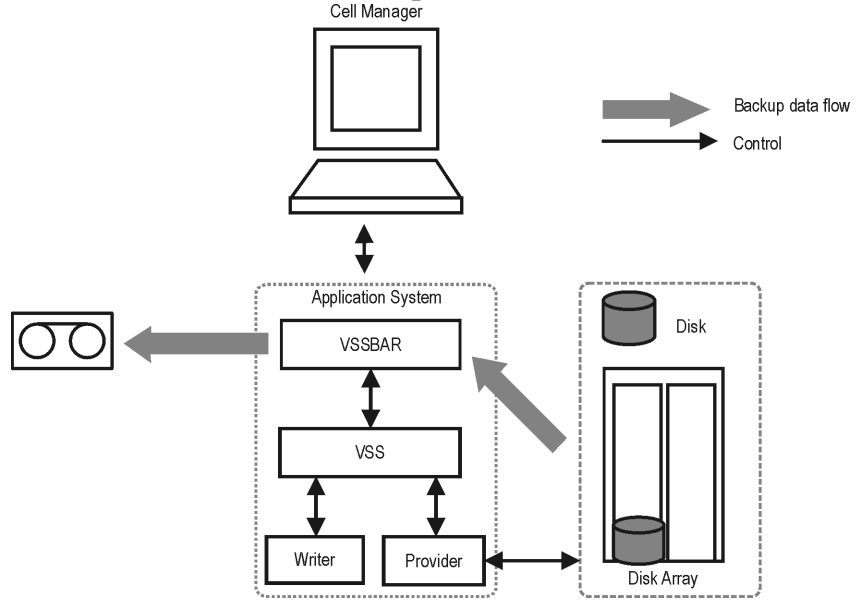 Cell Manager
Backup data flow
Control
Application System
VSSBAR
Disk
VSS
Writer
Provider
Disk Array